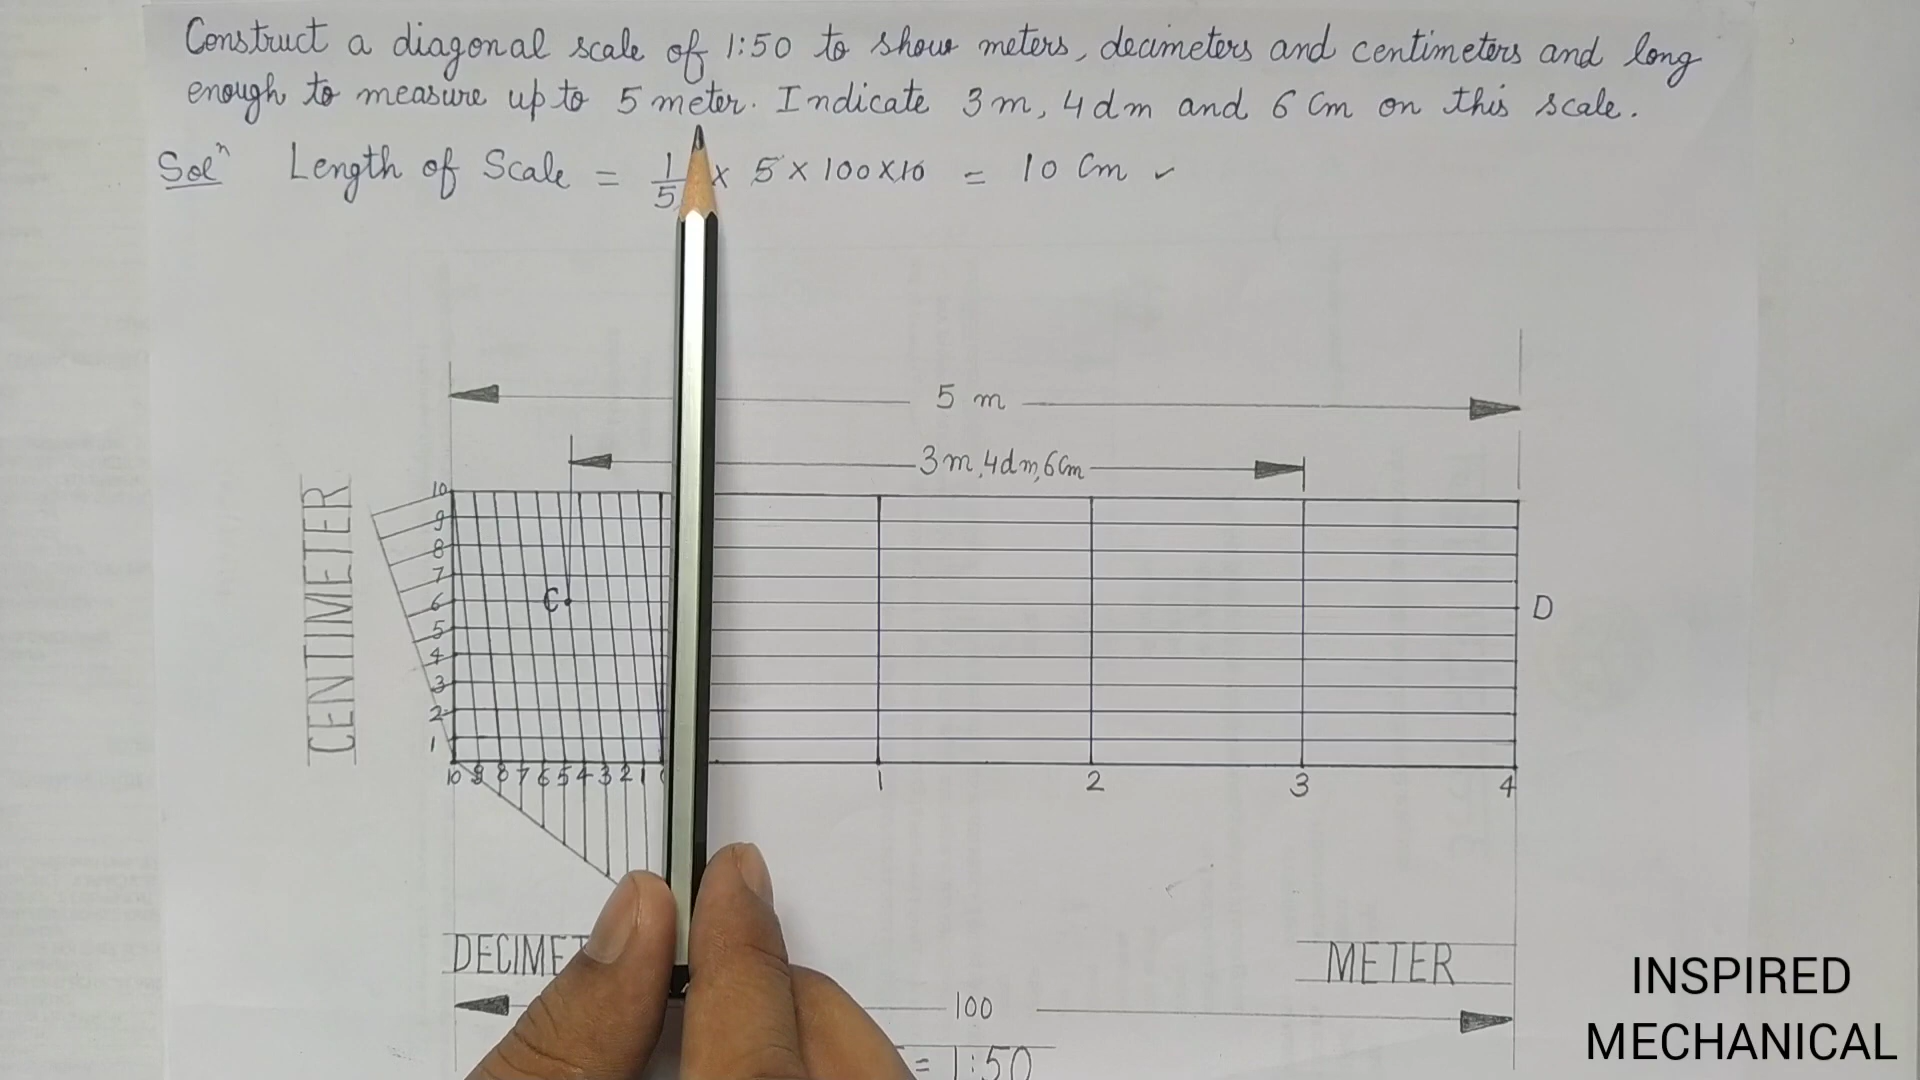 Construct a diagonal scale of 1:50 to show meters, decimeters and centimeters and long
enough to measure up to 5 meter. Indicate 3m, 4dm and 6 Cm on this scale.
Solⁿ Length of Scale = 1/5 × 5 × 100 × 10 = 10 Cm ✓
5 m
3m,4dm,6Cm
CENTIMETER
10
9
8
7
6
5
4
3
2
1
C
D
10 9 8 7 6 5 4 3 2 1 1 2 3 4
METER
100
= 1:50
INSPIRED
MECHANICAL